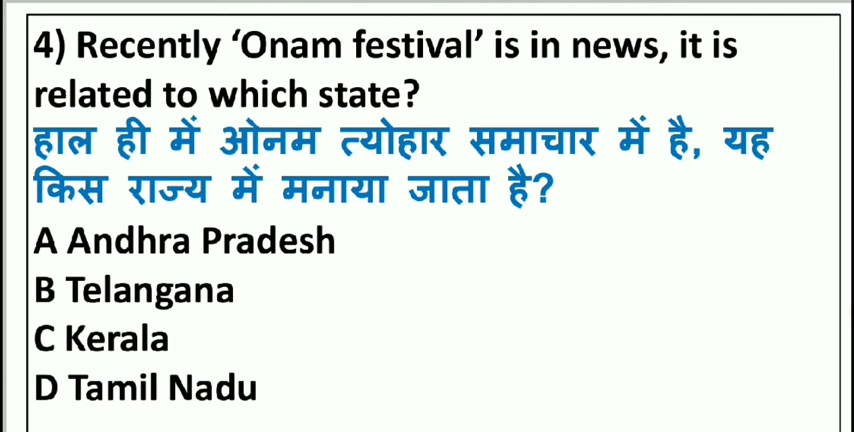 4) Recently ‘Onam festival’ is in news, it is
related to which state?
हाल ही में ओनम त्योहार समाचार में है, यह
किस राज्य में मनाया जाता है?
A Andhra Pradesh
B Telangana
C Kerala
D Tamil Nadu